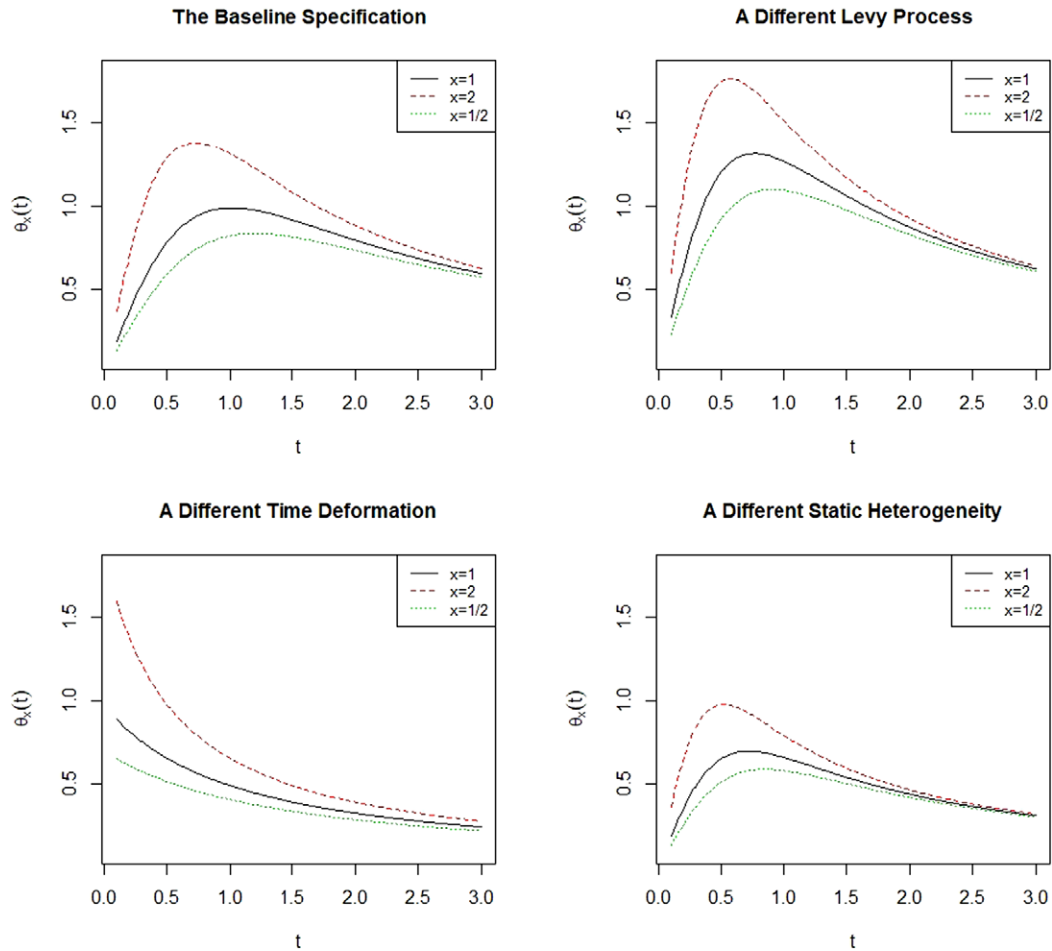 The Baseline Specification
θx(t)
1.5
1.0
0.5
x=1
x=2
x=1/2
0.0 0.5 1.0 1.5 2.0 2.5 3.0
t
A Different Levy Process
θx(t)
1.5
1.0
0.5
x=1
x=2
x=1/2
0.0 0.5 1.0 1.5 2.0 2.5 3.0
t
A Different Time Deformation
θx(t)
1.5
1.0
0.5
x=1
x=2
x=1/2
0.0 0.5 1.0 1.5 2.0 2.5 3.0
t
A Different Static Heterogeneity
θx(t)
1.5
1.0
0.5
x=1
x=2
x=1/2
0.0 0.5 1.0 1.5 2.0 2.5 3.0
t